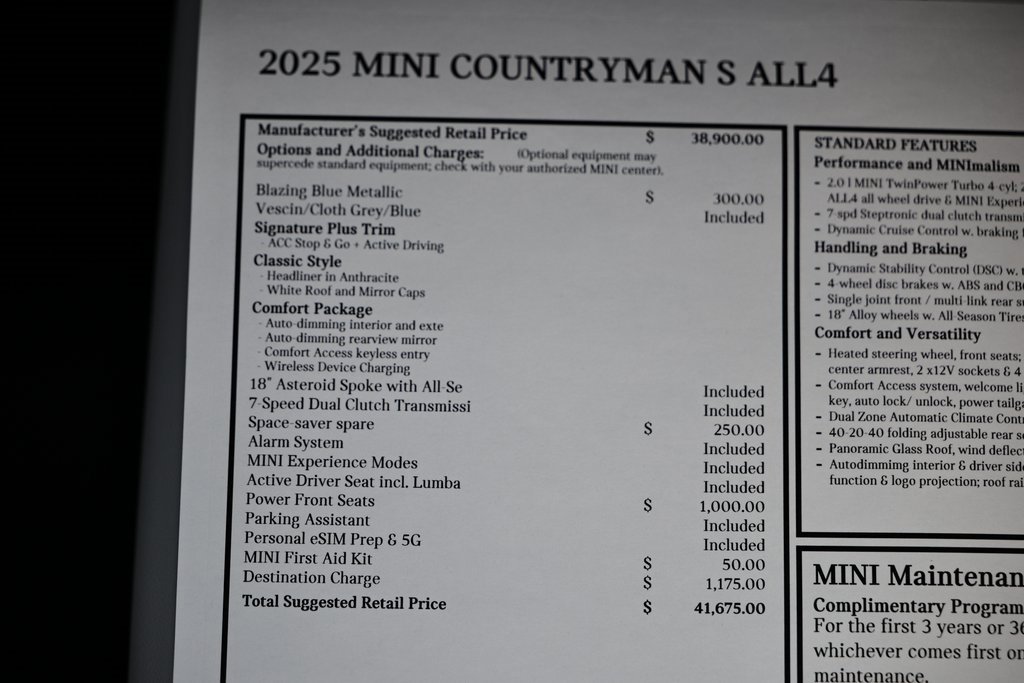 2025 MINI COUNTRYMAN S ALL4
Manufacturer's Suggested Retail Price $ 38,900.00
Options and Additional Charges: (Optional equipment may
supercede standard equipment; check with your authorized MINI center).
Blazing Blue Metallic $ 300.00
Vescin/Cloth Grey/Blue Included
Signature Plus Trim
- ACC Stop & Go + Active Driving
Classic Style
- Headliner in Anthracite
- White Roof and Mirror Caps
Comfort Package
- Auto-dimming interior and exte
- Auto-dimming rearview mirror
- Comfort Access keyless entry
- Wireless Device Charging
18" Asteroid Spoke with All-Se Included
7-Speed Dual Clutch Transmissi Included
Space-saver spare $ 250.00
Alarm System Included
MINI Experience Modes Included
Active Driver Seat incl. Lumba Included
Power Front Seats $ 1,000.00
Parking Assistant Included
Personal eSIM Prep & 5G Included
MINI First Aid Kit $ 50.00
Destination Charge $ 1,175.00
Total Suggested Retail Price $ 41,675.00
STANDARD FEATURES
Performance and MINImalism
- 2.0 l MINI TwinPower Turbo 4-cyl; 2
ALL4 all wheel drive & MINI Experi
- 7-spd Steptronic dual clutch transm
- Dynamic Cruise Control w. braking
Handling and Braking
- Dynamic Stability Control (DSC) w.
- 4-wheel disc brakes w. ABS and CB
- Single joint front / multi-link rear s
- 18" Alloy wheels w. All-Season Tires
Comfort and Versatility
- Heated steering wheel, front seats;
center armrest, 2 x12V sockets & 4
- Comfort Access system, welcome li
key, auto lock/ unlock, power tailga
- Dual Zone Automatic Climate Cont
- 40-20-40 folding adjustable rear s
- Panoramic Glass Roof, wind deflec
- Autodimmimg interior & driver sid
function & logo projection; roof rai
MINI Maintenan
Complimentary Program
For the first 3 years or 36
whichever comes first on
maintenance.